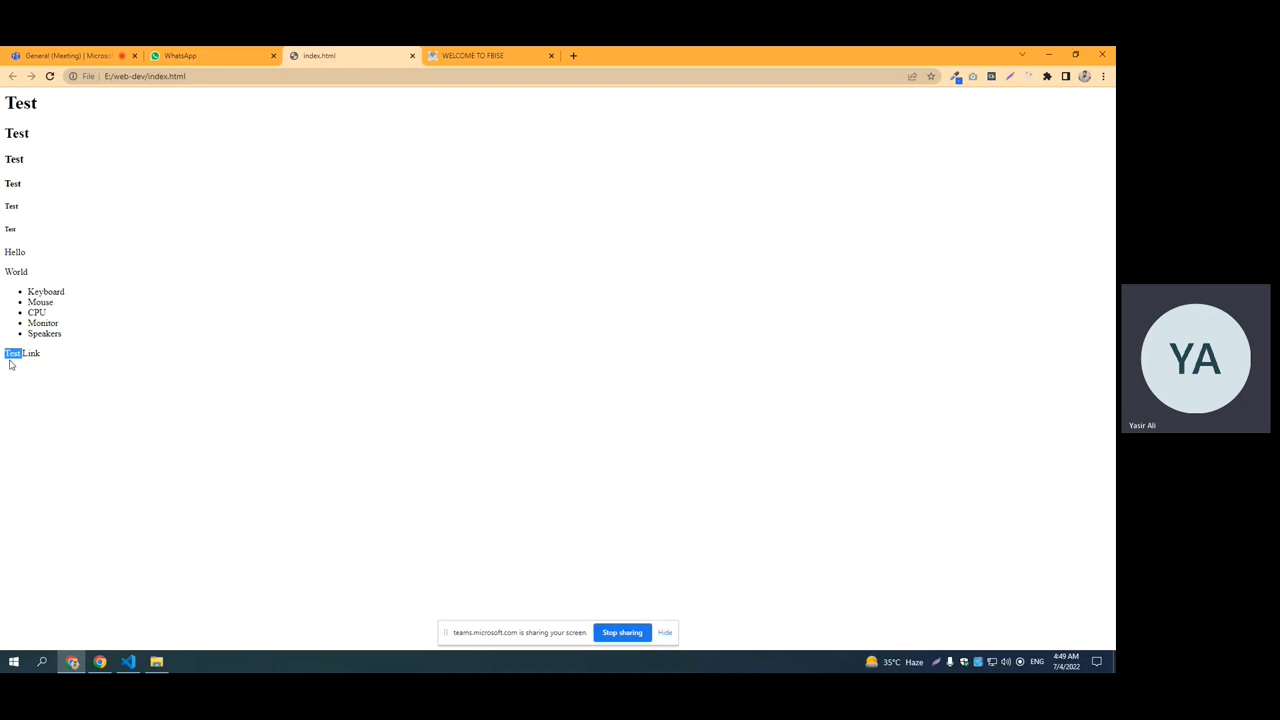 General (Meeting) | Micros
WhatsApp
index.html
WELCOME TO FBISE
File | E:/web-dev/index.html
Test
Test
Test
Test
Test
Test
Hello
World
Keyboard
Mouse
CPU
Monitor
Speakers
Test Link
YA
Yasir Ali
teams.microsoft.com is sharing your screen.
Stop sharing
Hide
35°C Haze
ENG
4:49 AM
7/4/2022